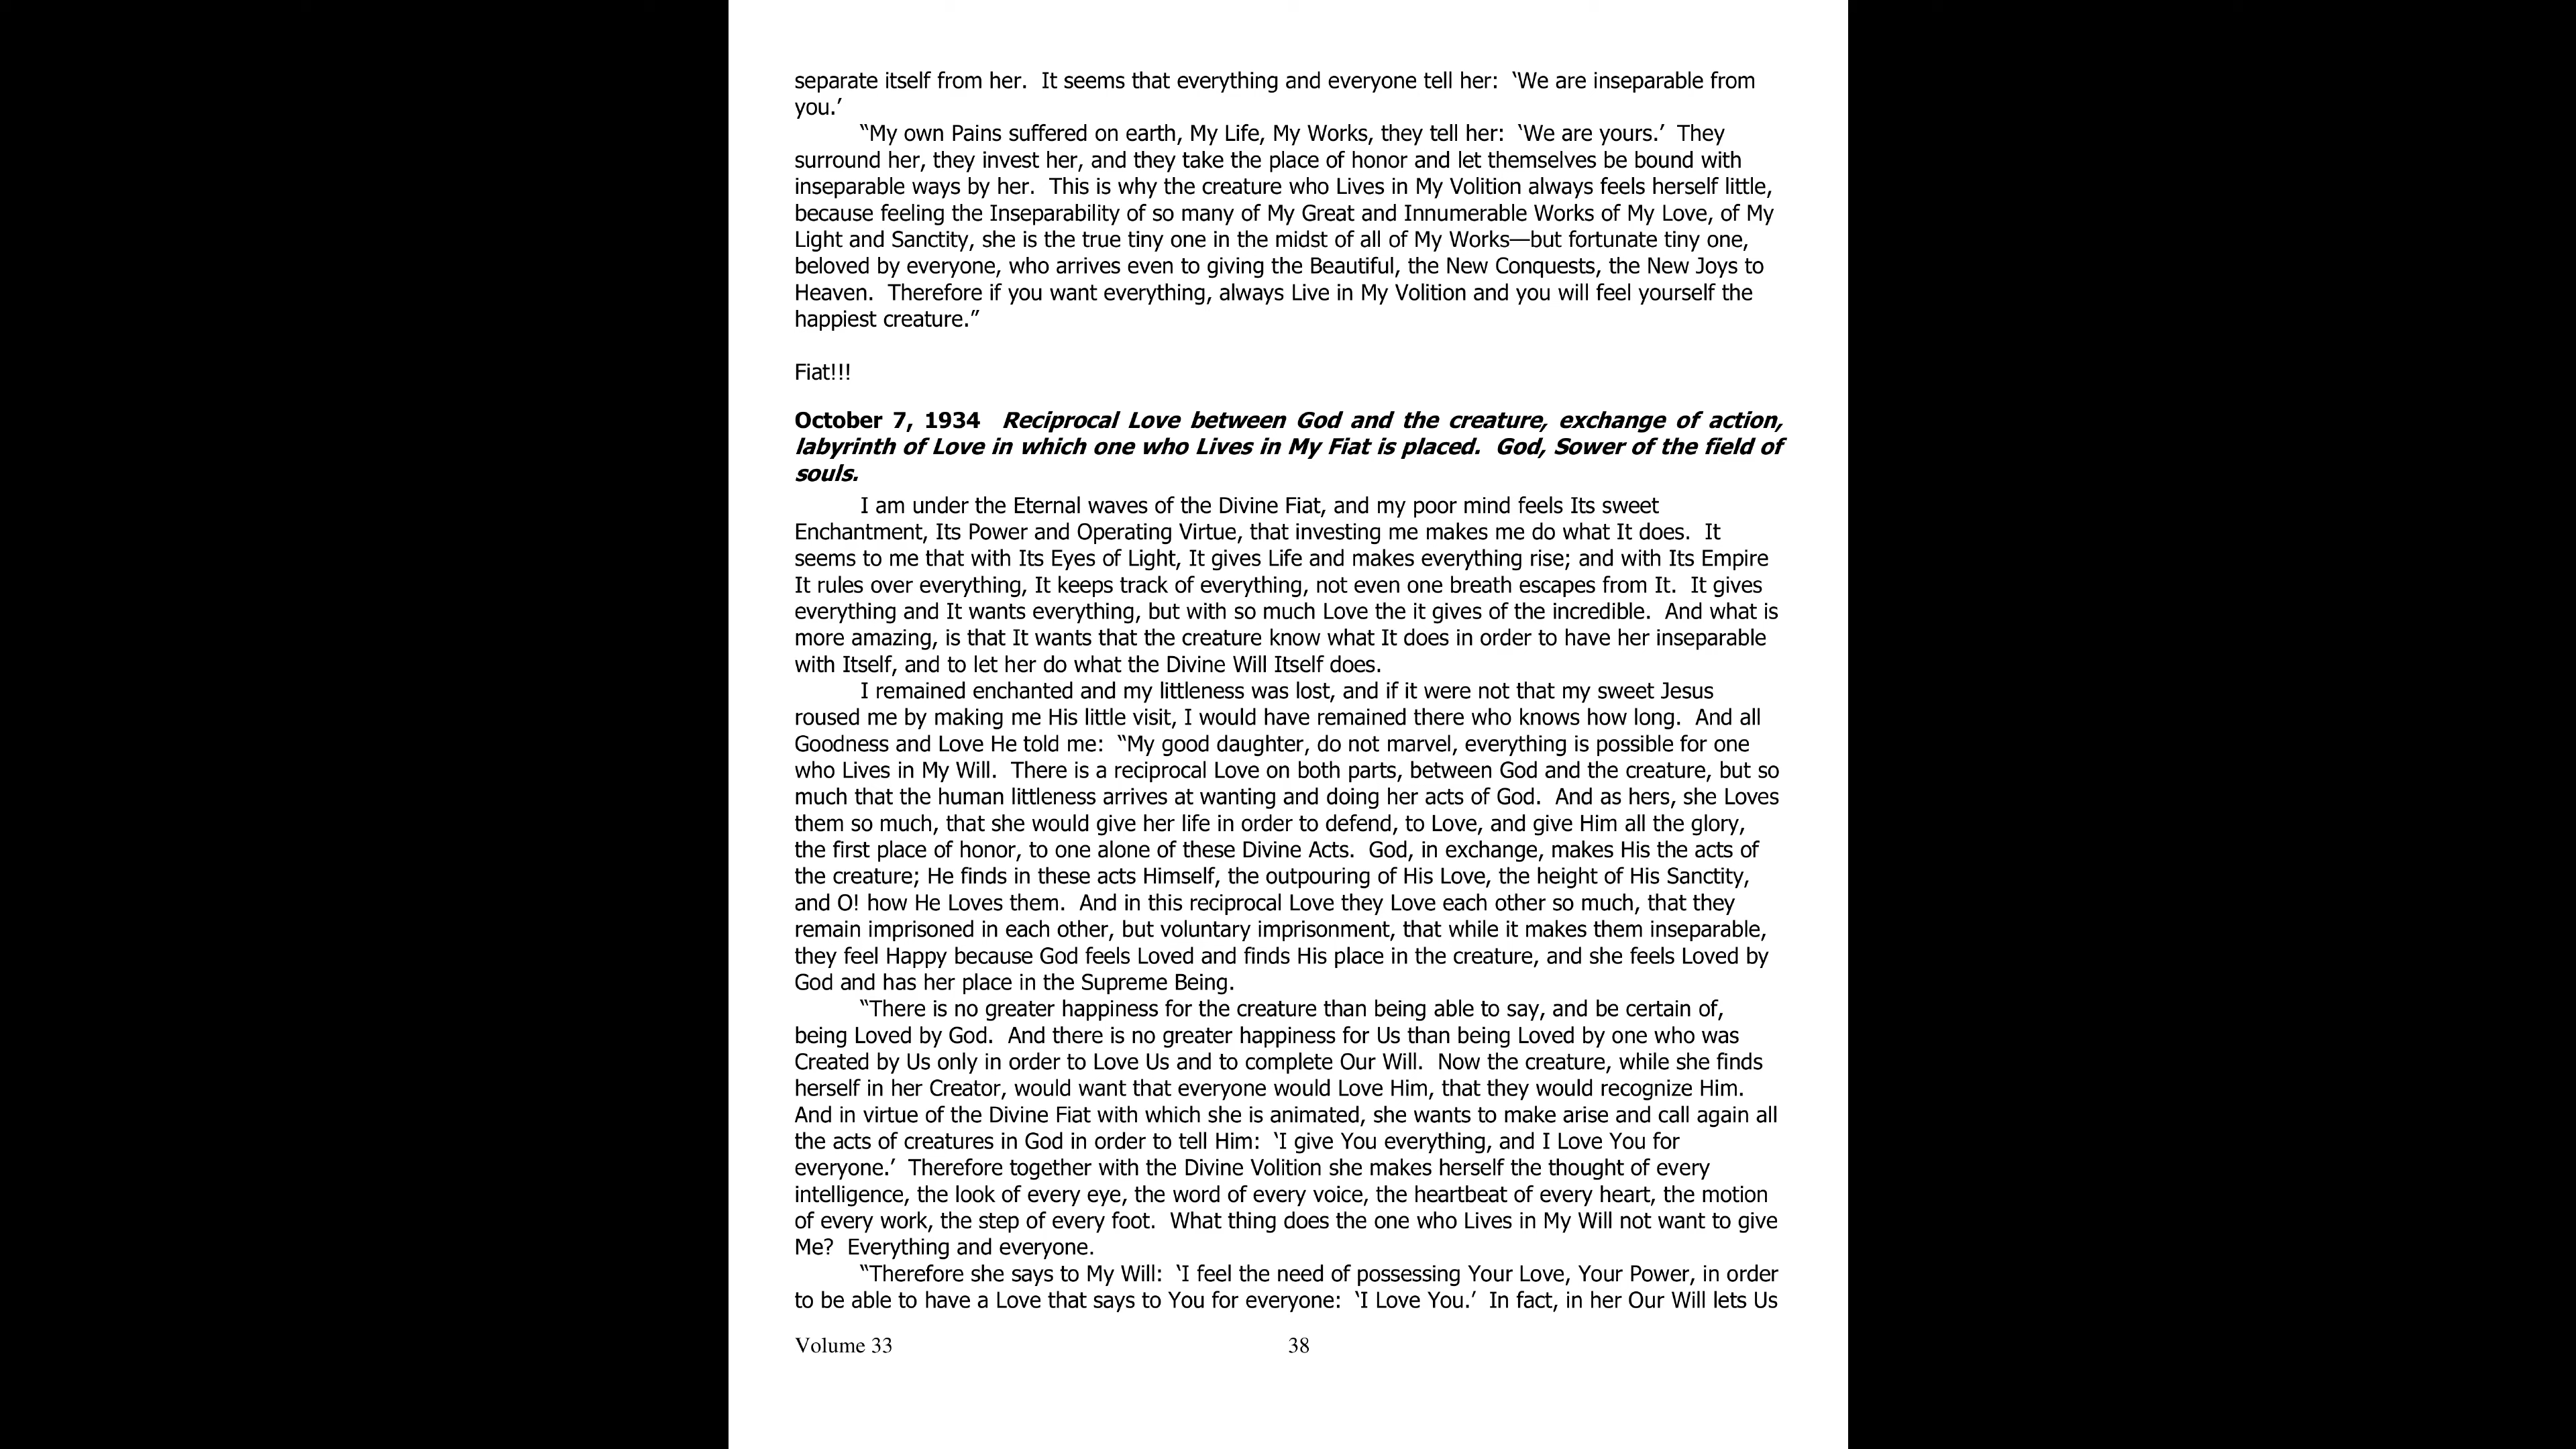 separate itself from her.  It seems that everything and everyone tell her:  ‘We are inseparable from
you.’
“My own Pains suffered on earth, My Life, My Works, they tell her:  ‘We are yours.’  They
surround her, they invest her, and they take the place of honor and let themselves be bound with
inseparable ways by her.  This is why the creature who Lives in My Volition always feels herself little,
because feeling the Inseparability of so many of My Great and Innumerable Works of My Love, of My
Light and Sanctity, she is the true tiny one in the midst of all of My Works—but fortunate tiny one,
beloved by everyone, who arrives even to giving the Beautiful, the New Conquests, the New Joys to
Heaven.  Therefore if you want everything, always Live in My Volition and you will feel yourself the
happiest creature.”
Fiat!!!
October 7, 1934  Reciprocal Love between God and the creature, exchange of action,
labyrinth of Love in which one who Lives in My Fiat is placed.  God, Sower of the field of
souls.
I am under the Eternal waves of the Divine Fiat, and my poor mind feels Its sweet
Enchantment, Its Power and Operating Virtue, that investing me makes me do what It does.  It
seems to me that with Its Eyes of Light, It gives Life and makes everything rise; and with Its Empire
It rules over everything, It keeps track of everything, not even one breath escapes from It.  It gives
everything and It wants everything, but with so much Love the it gives of the incredible.  And what is
more amazing, is that It wants that the creature know what It does in order to have her inseparable
with Itself, and to let her do what the Divine Will Itself does.
I remained enchanted and my littleness was lost, and if it were not that my sweet Jesus
roused me by making me His little visit, I would have remained there who knows how long.  And all
Goodness and Love He told me:  “My good daughter, do not marvel, everything is possible for one
who Lives in My Will.  There is a reciprocal Love on both parts, between God and the creature, but so
much that the human littleness arrives at wanting and doing her acts of God.  And as hers, she Loves
them so much, that she would give her life in order to defend, to Love, and give Him all the glory,
the first place of honor, to one alone of these Divine Acts.  God, in exchange, makes His the acts of
the creature; He finds in these acts Himself, the outpouring of His Love, the height of His Sanctity,
and O! how He Loves them.  And in this reciprocal Love they Love each other so much, that they
remain imprisoned in each other, but voluntary imprisonment, that while it makes them inseparable,
they feel Happy because God feels Loved and finds His place in the creature, and she feels Loved by
God and has her place in the Supreme Being.
“There is no greater happiness for the creature than being able to say, and be certain of,
being Loved by God.  And there is no greater happiness for Us than being Loved by one who was
Created by Us only in order to Love Us and to complete Our Will.  Now the creature, while she finds
herself in her Creator, would want that everyone would Love Him, that they would recognize Him.
And in virtue of the Divine Fiat with which she is animated, she wants to make arise and call again all
the acts of creatures in God in order to tell Him:  ‘I give You everything, and I Love You for
everyone.’  Therefore together with the Divine Volition she makes herself the thought of every
intelligence, the look of every eye, the word of every voice, the heartbeat of every heart, the motion
of every work, the step of every foot.  What thing does the one who Lives in My Will not want to give
Me?  Everything and everyone.
“Therefore she says to My Will:  ‘I feel the need of possessing Your Love, Your Power, in order
to be able to have a Love that says to You for everyone:  ‘I Love You.’  In fact, in her Our Will lets Us
Volume 33 38